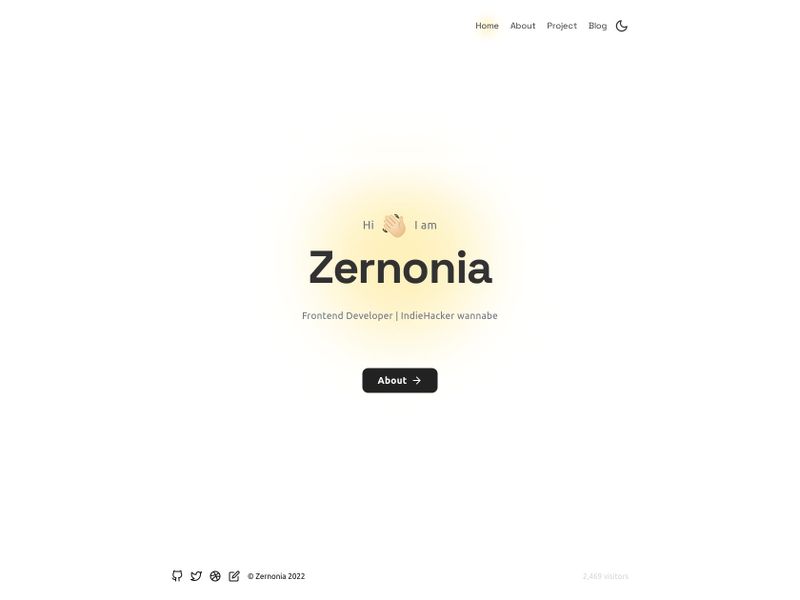 Home About Project Blog
Hi 👋🏻 I am
Zernonia
Frontend Developer | IndieHacker wannabe
About →
© Zernonia 2022
2,469 visitors